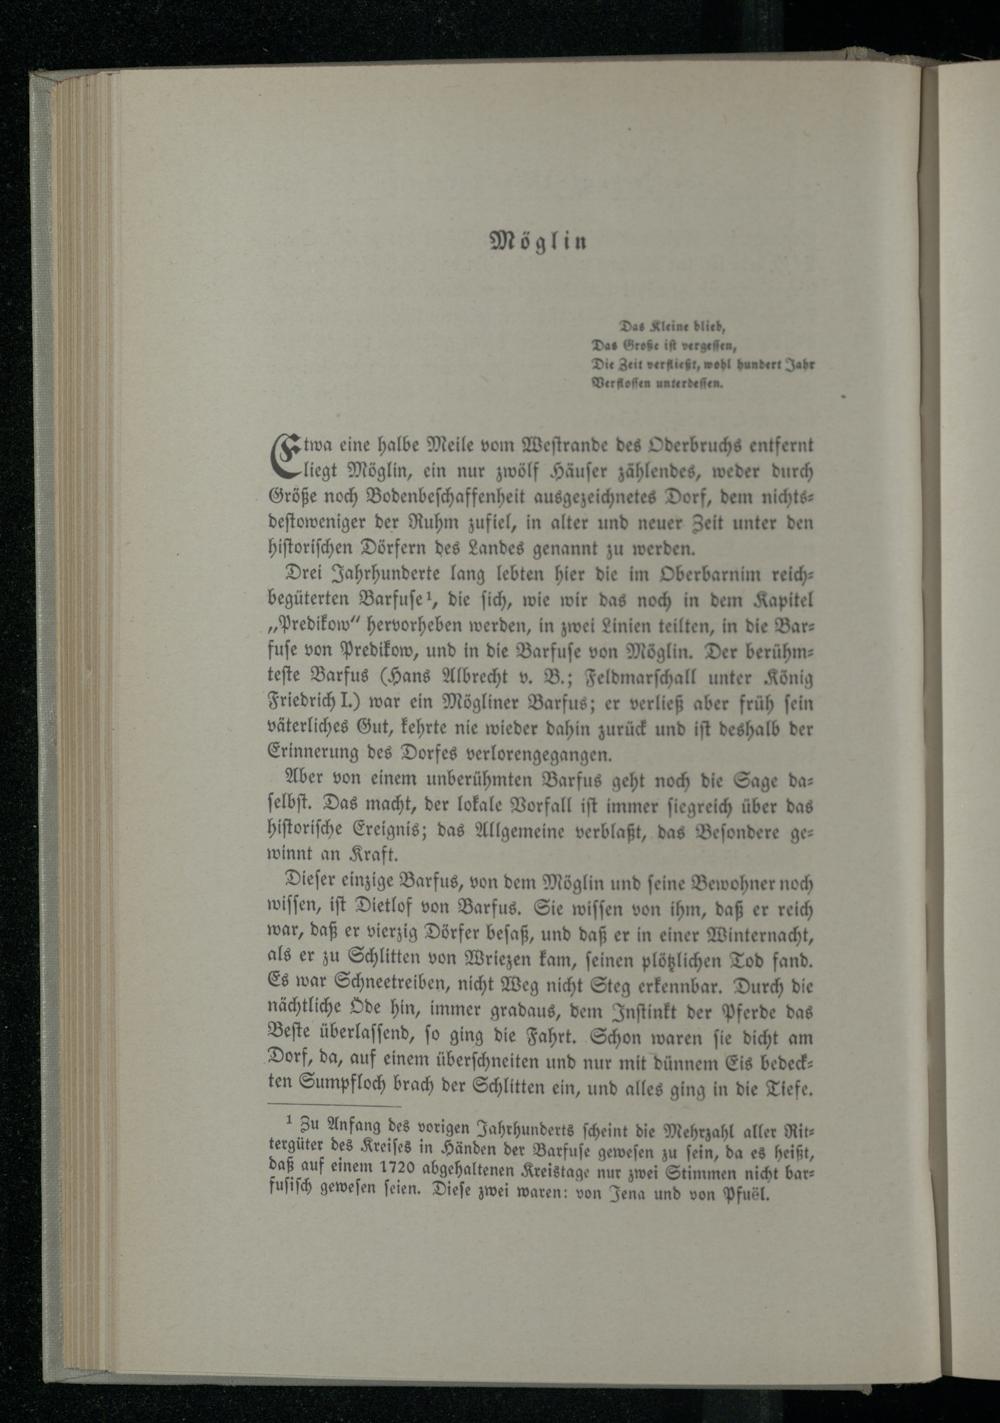 Möglin
Das Kleine blieb,
Das Große ist vergessen,
Die Zeit verfließt, wohl hundert Jahr
Verflossen unterdessen.
Etwa eine halbe Meile vom Westrande des Oderbruchs entfernt
liegt Möglin, ein nur zwölf Häuser zählendes, weder durch
Größe noch Bodenbeschaffenheit ausgezeichnetes Dorf, dem nichts-
destoweniger der Ruhm zufiel, in alter und neuer Zeit unter den
historischen Dörfern des Landes genannt zu werden.
Drei Jahrhunderte lang lebten hier die im Oberbarnim reich-
begüterten Barfuse¹, die sich, wie wir das noch in dem Kapitel
„Predikow“ hervorheben werden, in zwei Linien teilten, in die Bar-
fuse von Predikow, und in die Barfuse von Möglin. Der berühm-
teste Barfus (Hans Albrecht v. B.; Feldmarschall unter König
Friedrich I.) war ein Mögliner Barfus; er verließ aber früh sein
väterliches Gut, kehrte nie wieder dahin zurück und ist deshalb der
Erinnerung des Dorfes verlorengegangen.
Aber von einem unberühmten Barfus geht noch die Sage da-
selbst. Das macht, der lokale Vorfall ist immer siegreich über das
historische Ereignis; das Allgemeine verblaßt, das Besondere ge-
winnt an Kraft.
Dieser einzige Barfus, von dem Möglin und seine Bewohner noch
wissen, ist Dietlof von Barfus. Sie wissen von ihm, daß er reich
war, daß er vierzig Dörfer besaß, und daß er in einer Winternacht,
als er zu Schlitten von Wriezen kam, seinen plötzlichen Tod fand.
Es war Schneetreiben, nicht Weg nicht Steg erkennbar. Durch die
nächtliche Öde hin, immer gradaus, dem Instinkt der Pferde das
Beste überlassend, so ging die Fahrt. Schon waren sie dicht am
Dorf, da, auf einem überschneiten und nur mit dünnem Eis bedeck-
ten Sumpfloch brach der Schlitten ein, und alles ging in die Tiefe.
¹ Zu Anfang des vorigen Jahrhunderts scheint die Mehrzahl aller Rit-
tergüter des Kreises in Händen der Barfuse gewesen zu sein, da es heißt,
daß auf einem 1720 abgehaltenen Kreistage nur zwei Stimmen nicht bar-
fusisch gewesen seien. Diese zwei waren: von Jena und von Pfuël.